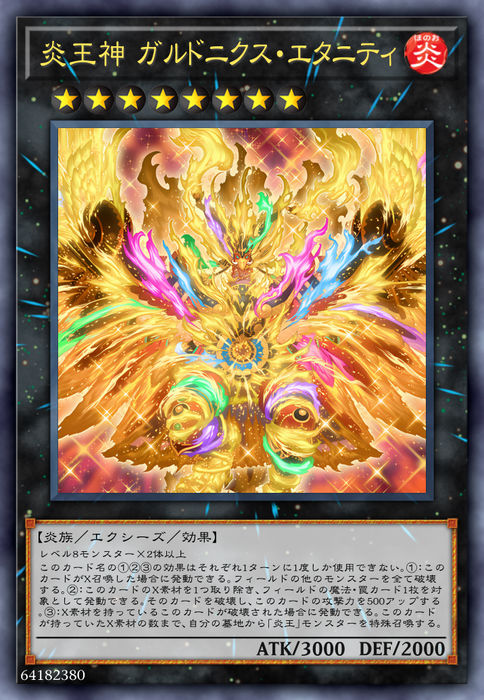 炎王神 ガルドニクス・エタニティ
ほのお
炎
【炎族／エクシーズ／効果】
レベル8モンスター×2体以上
このカード名の①②③の効果はそれぞれ1ターンに1度しか使用できない。①：この
カードがX召喚した場合に発動できる。フィールドの他のモンスターを全て破壊
する。②：このカードのX素材を1つ取り除き、フィールドの魔法・罠カード1枚を対
象として発動できる。そのカードを破壊し、このカードの攻撃力を500アップする
。③：X素材を持っているこのカードが破壊された場合に発動できる。このカード
が持っていたX素材の数まで、自分の墓地から「炎王」モンスターを特殊召喚する。
ATK/3000 DEF/2000
64182380